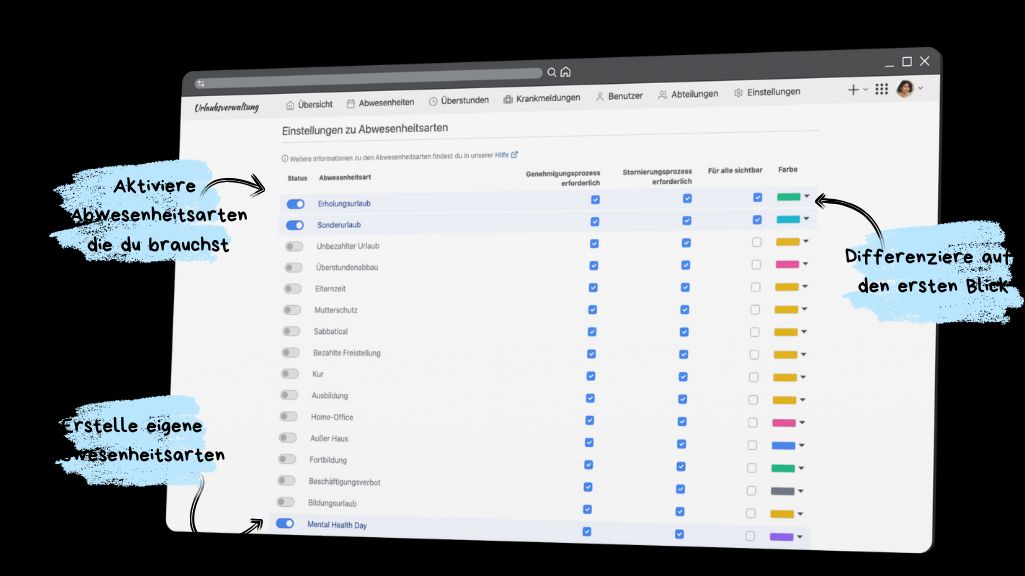 Urlaubsverwaltung
Übersicht Abwesenheiten Überstunden Krankmeldungen Benutzer Abteilungen Einstellungen
Einstellungen zu Abwesenheitsarten
Weitere Informationen zu den Abwesenheitsarten findest du in unserer Hilfe
Status Abwesenheitsart Genehmigungsprozess erforderlich Stornierungsprozess erforderlich Für alle sichtbar Farbe
Erholungsurlaub
Sonderurlaub
Unbezahlter Urlaub
Überstundenabbau
Elternzeit
Mutterschutz
Sabbatical
Bezahlte Freistellung
Kur
Ausbildung
Home-Office
Außer Haus
Fortbildung
Beschäftigungsverbot
Bildungsurlaub
Mental Health Day
Aktiviere
Abwesenheitsarten
die du brauchst
Differenziere auf
den ersten Blick
Erstelle eigene
Abwesenheitsarten